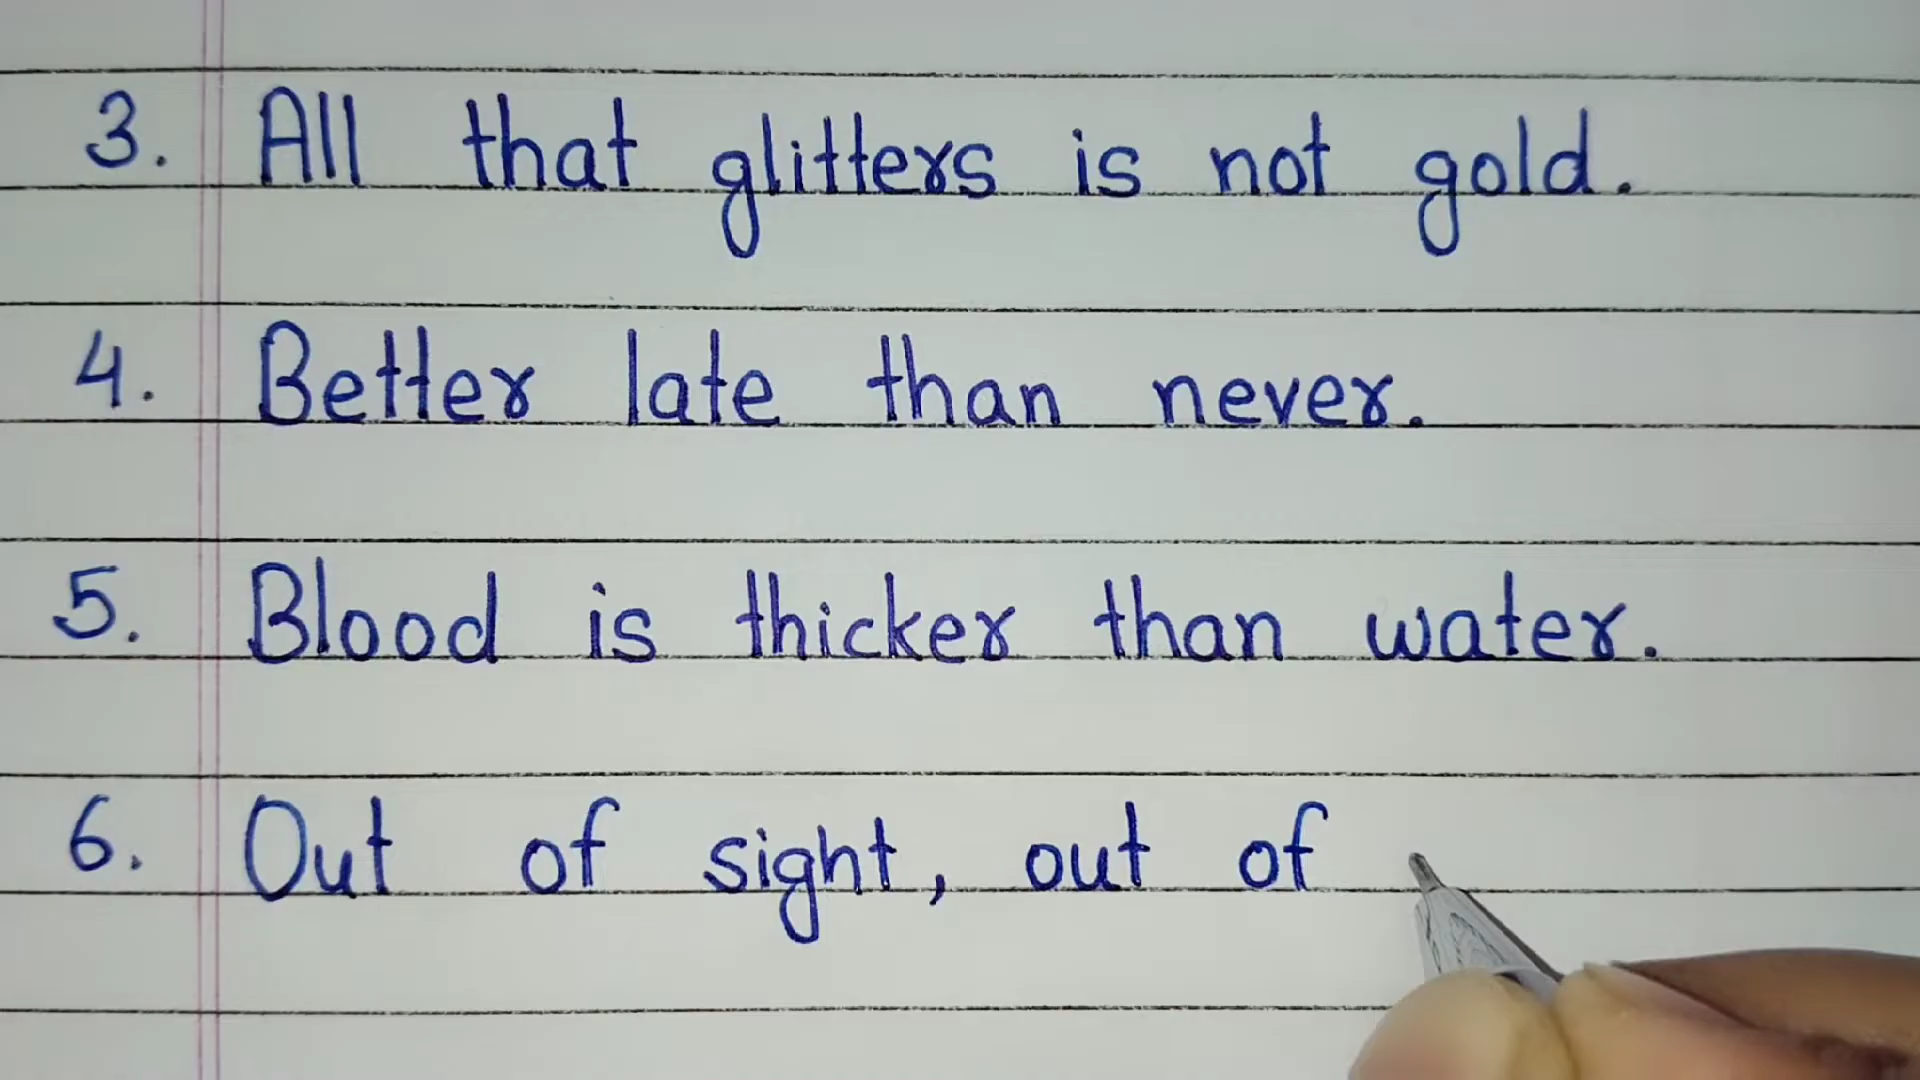 3. All that glitters is not gold.
4. Better late than never.
5. Blood is thicker than water.
6. Out of sight, out of